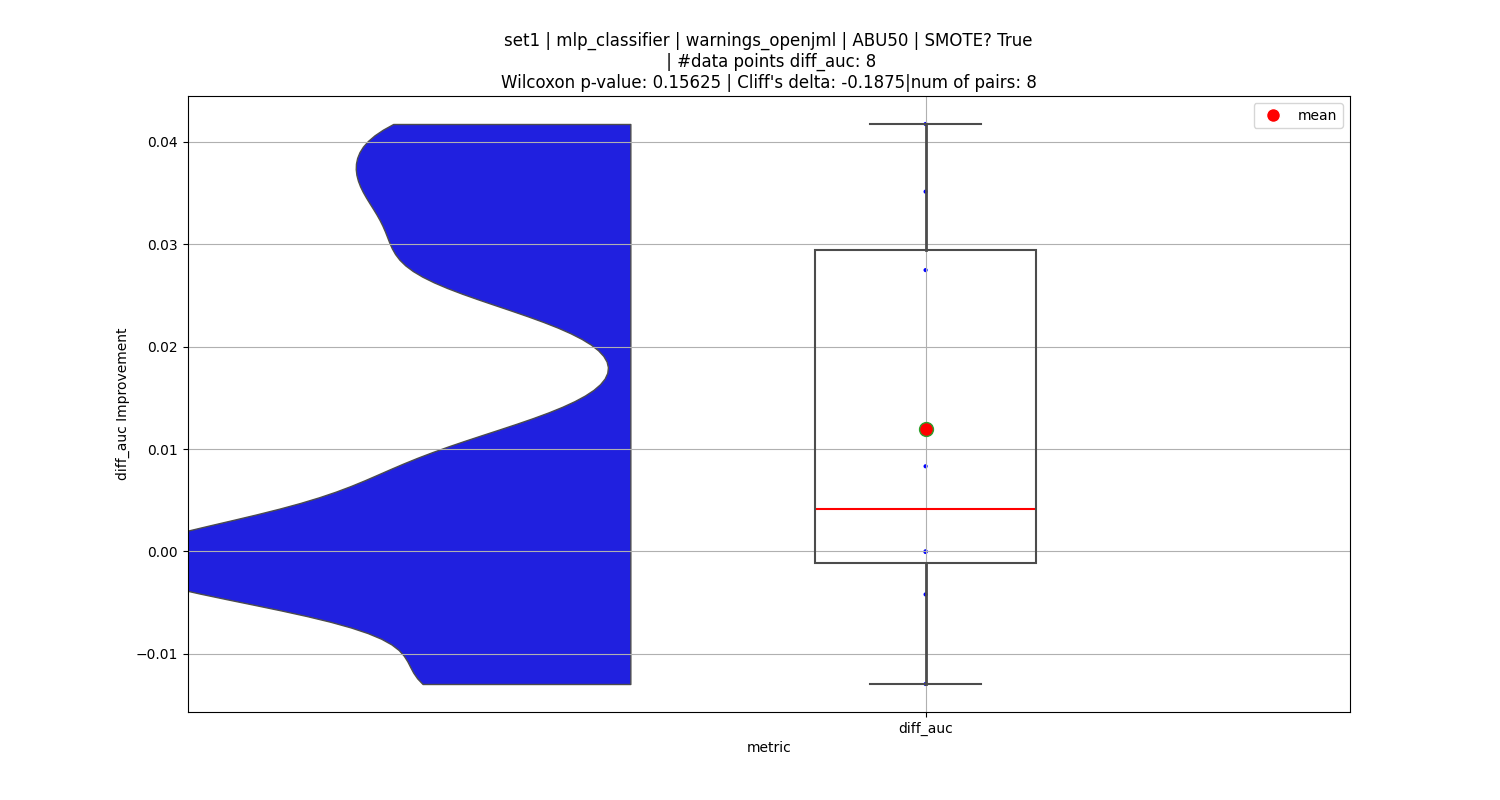 set1 | mlp_classifier | warnings_openjml | ABU50 | SMOTE? True
| #data points diff_auc: 8
Wilcoxon p-value: 0.15625 | Cliff's delta: -0.1875|num of pairs: 8
mean
0.04
0.03
0.02
0.01
0.00
−0.01
diff_auc Improvement
diff_auc
metric